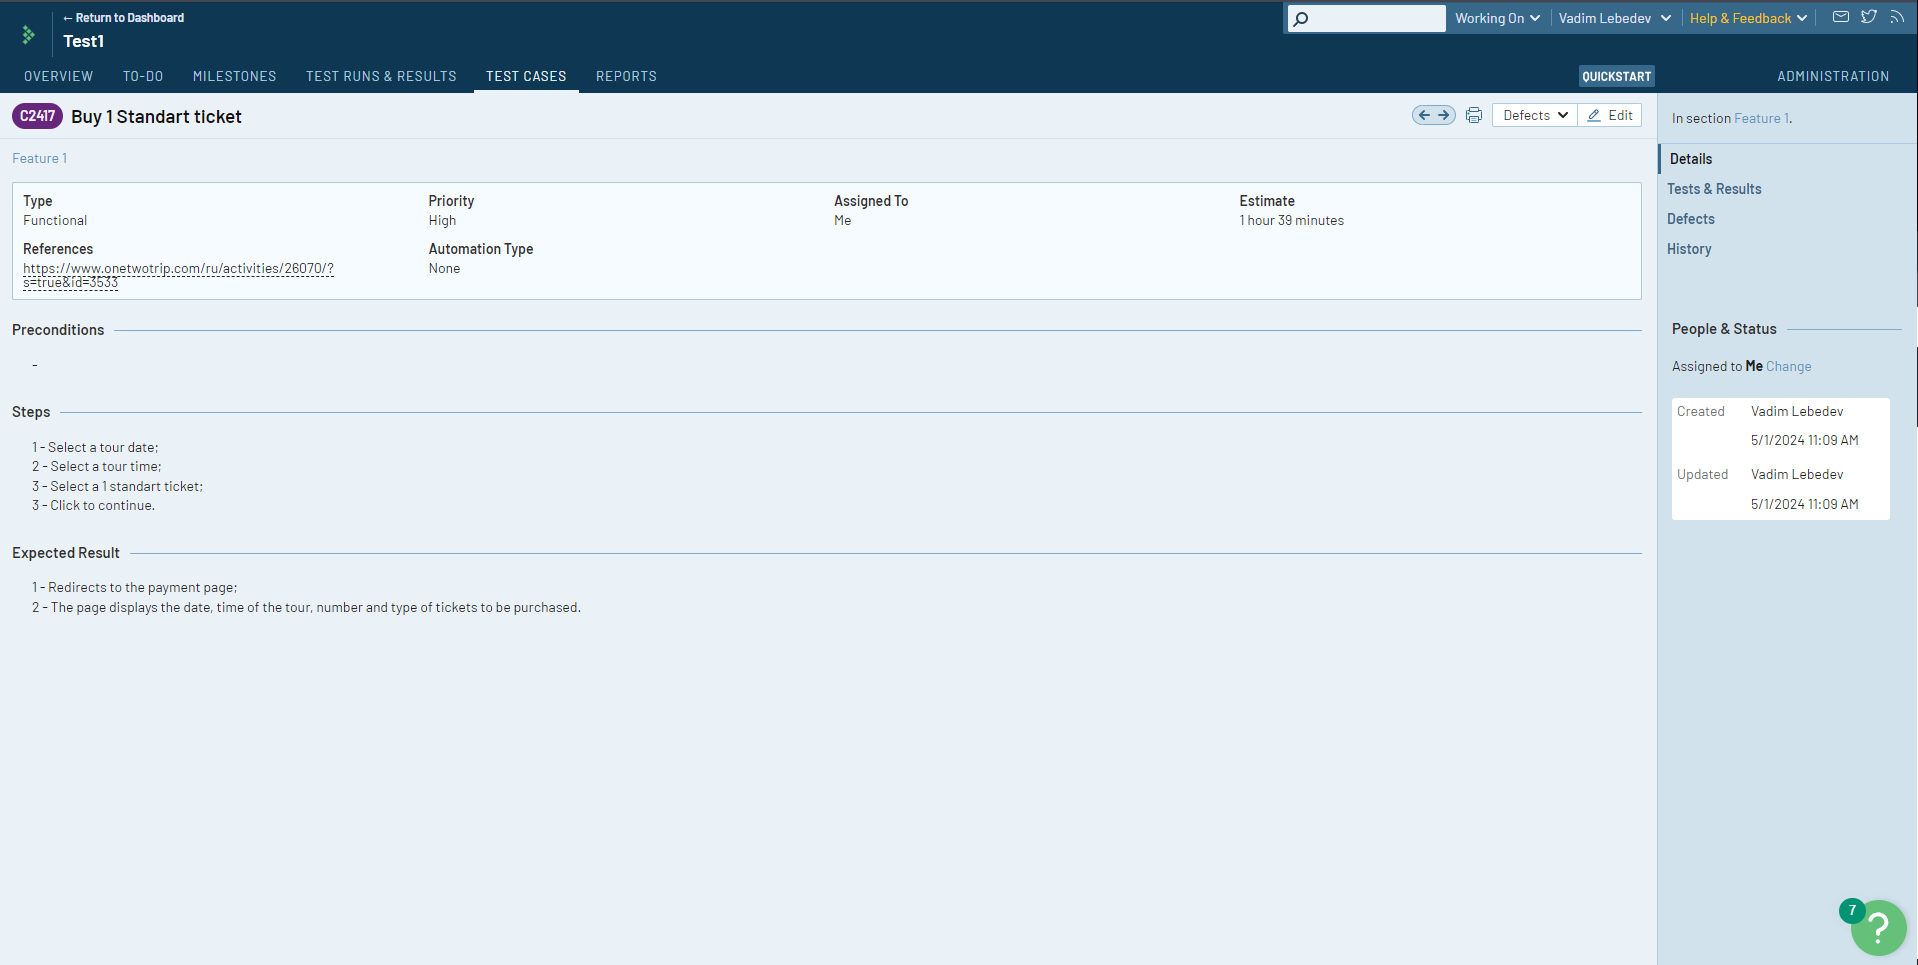 ← Return to Dashboard
Test1
Working On
Vadim Lebedev
Help & Feedback
OVERVIEW
TO-DO
MILESTONES
TEST RUNS & RESULTS
TEST CASES
REPORTS
QUICKSTART
ADMINISTRATION
C2417
Buy 1 Standart ticket
Defects
Edit
Feature 1
Type
Functional
Priority
High
Assigned To
Me
Estimate
1 hour 39 minutes
References
https://www.onetwotrip.com/ru/activities/26070/?
s=true&id=3533
Automation Type
None
Preconditions
-
Steps
1 - Select a tour date;
2 - Select a tour time;
3 - Select a 1 standart ticket;
3 - Click to continue.
Expected Result
1 - Redirects to the payment page;
2 - The page displays the date, time of the tour, number and type of tickets to be purchased.
In section Feature 1.
Details
Tests & Results
Defects
History
People & Status
Assigned to Me Change
Created
Vadim Lebedev
5/1/2024 11:09 AM
Updated
Vadim Lebedev
5/1/2024 11:09 AM
7
?